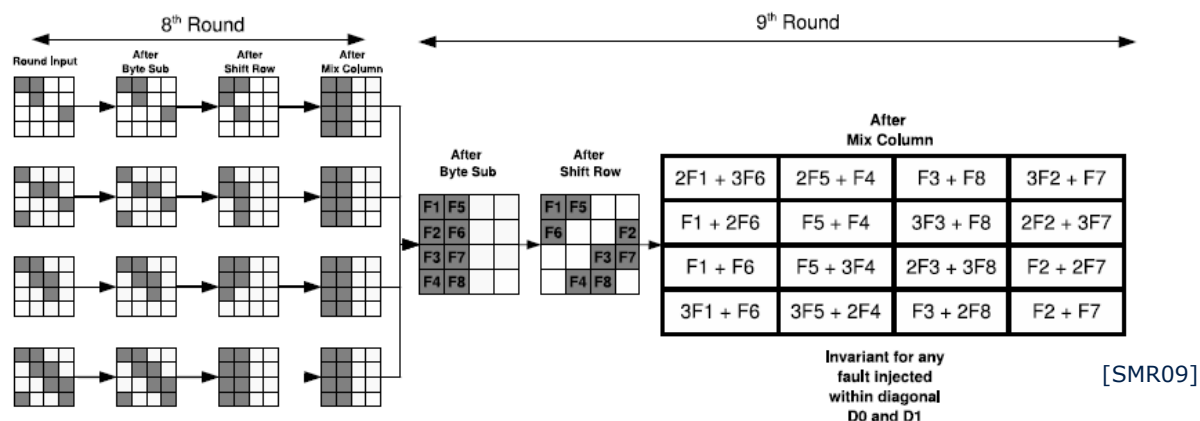 8th Round
9th Round
Round Input
After
Byte Sub
After
Shift Row
After
Mix Column
After
Byte Sub
After
Shift Row
After
Mix Column
F1 F5
F2 F6
F3 F7
F4 F8
F1 F5
F6 F2
F3 F7
F4 F8
2F1 + 3F6 2F5 + F4 F3 + F8 3F2 + F7
F1 + 2F6 F5 + F4 3F3 + F8 2F2 + 3F7
F1 + F6 F5 + 3F4 2F3 + 3F8 F2 + 2F7
3F1 + F6 3F5 + 2F4 F3 + 2F8 F2 + F7
Invariant for any
fault injected
within diagonal
D0 and D1
[SMR09]